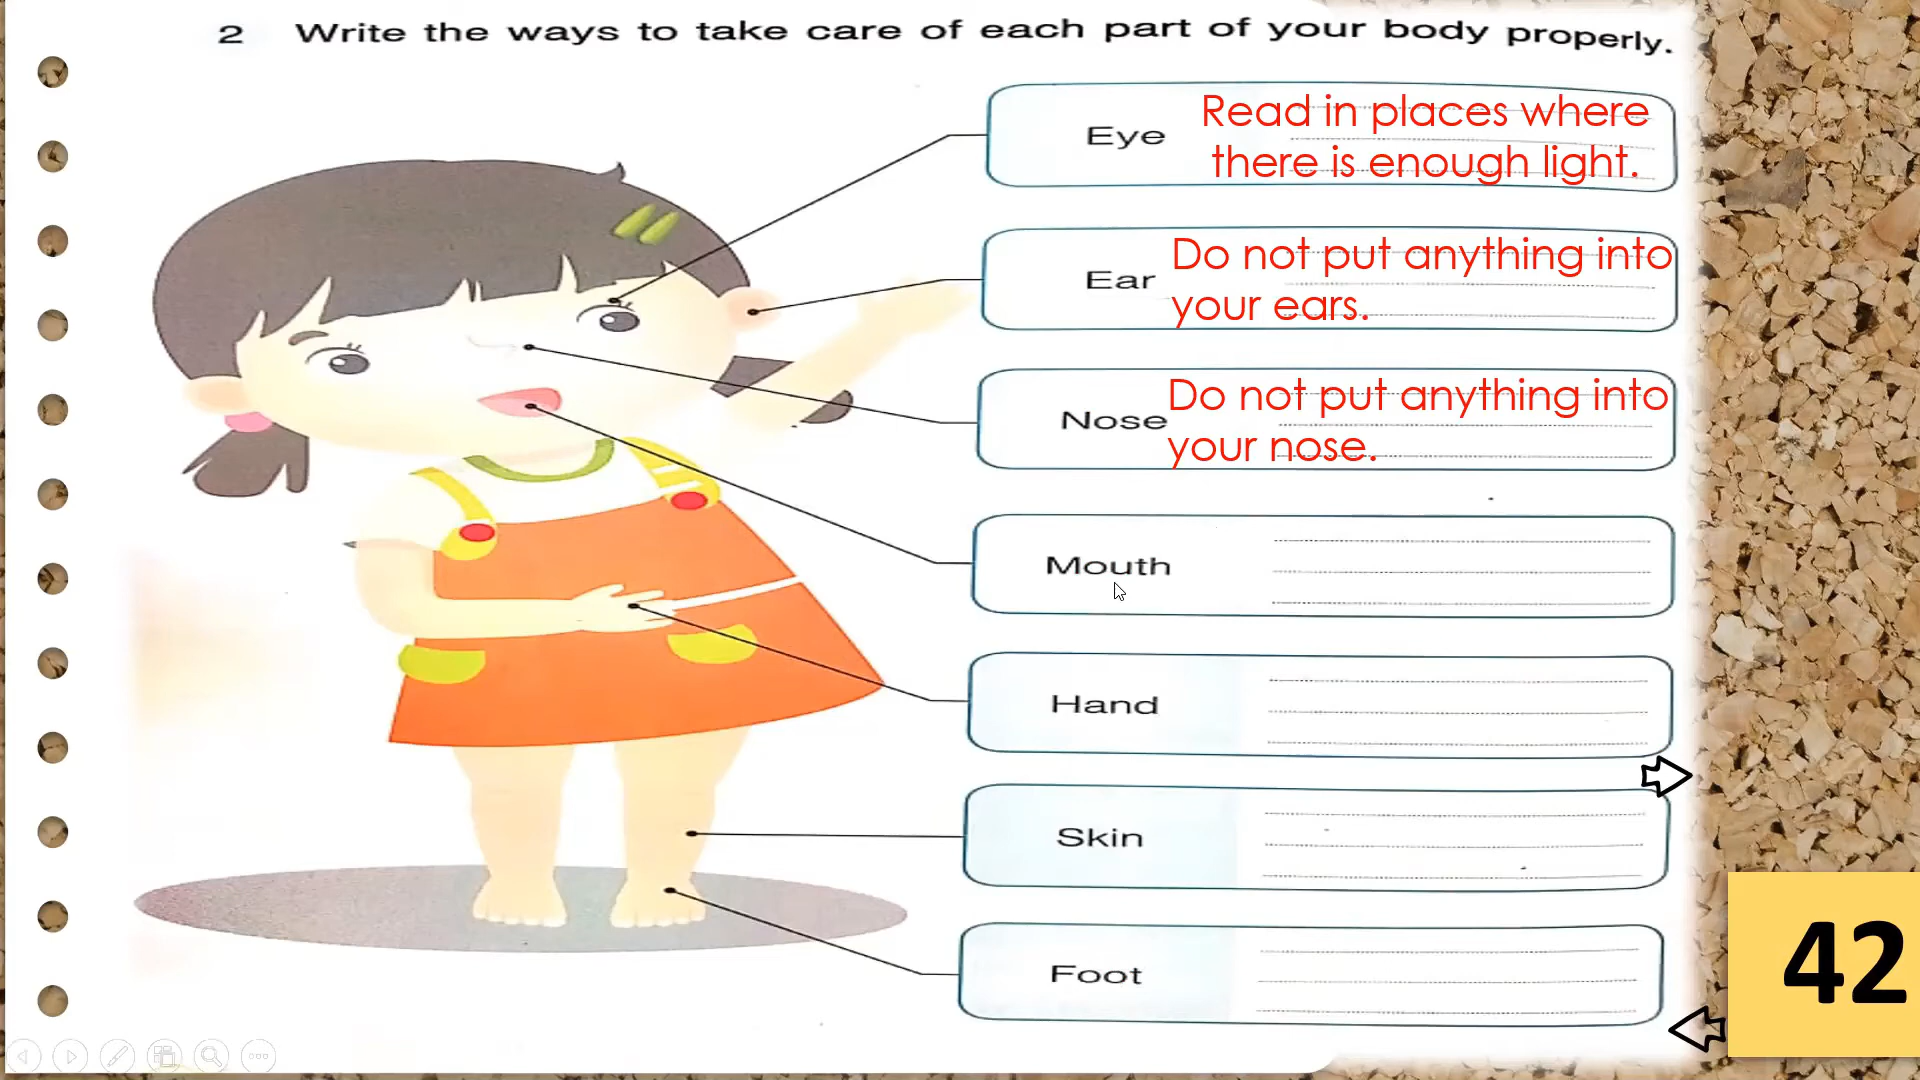 2 Write the ways to take care of each part of your body properly.
Eye
Read in places where
there is enough light.
Ear
Do not put anything into
your ears.
Nose
Do not put anything into
your nose.
Mouth
Hand
Skin
Foot
42